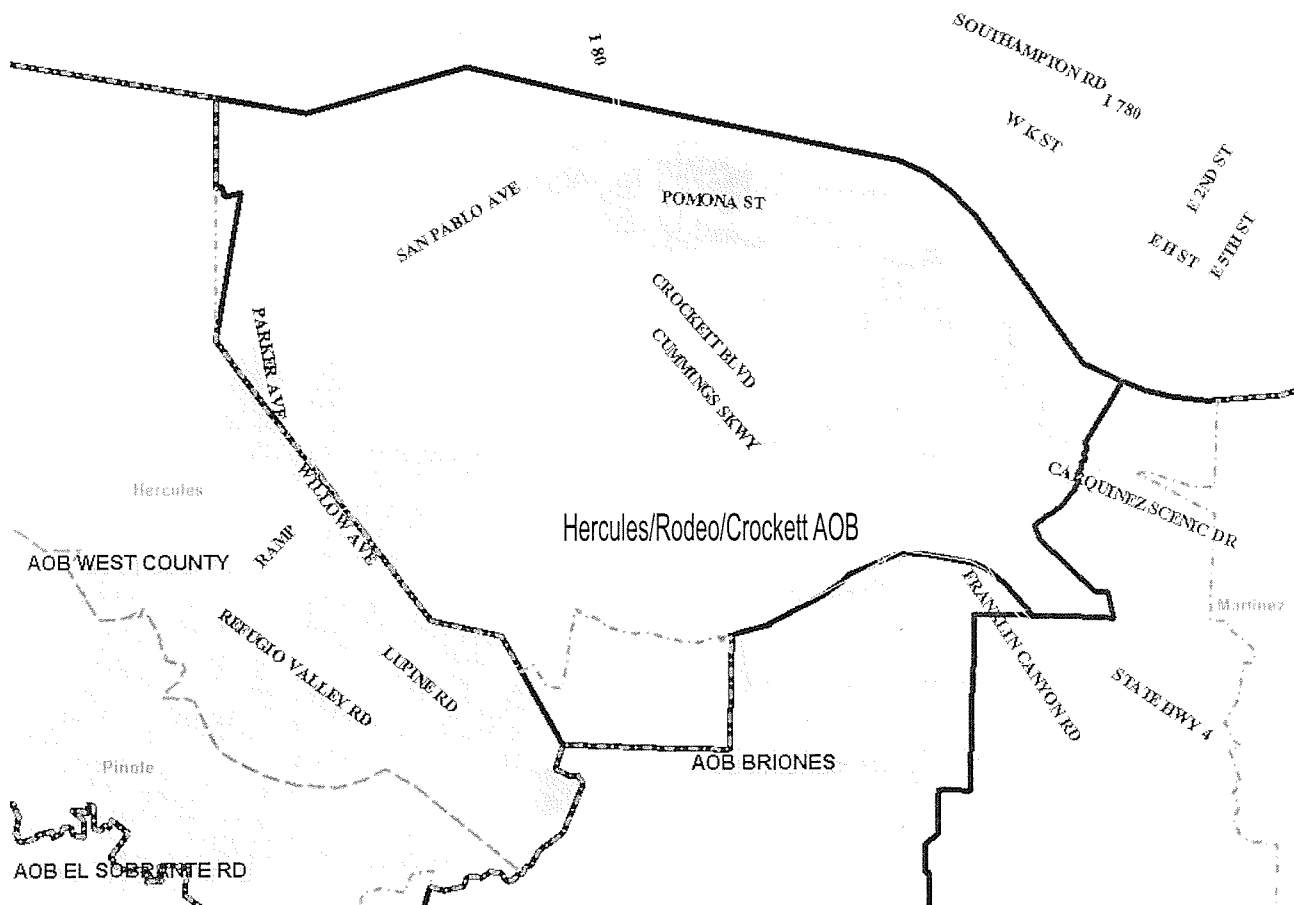 I 80
SOUTHAMPTON RD
I 780
W K ST
E 2ND ST
E H ST
E 5TH ST
POMONA ST
SAN PABLO AVE
CROCKETT BLVD
CUMMINGS SKWY
PARKER AVE
WILLOW AVE
Hercules
RAMP
AOB WEST COUNTY
Hercules/Rodeo/Crockett AOB
CARQUINEZ SCENIC DR
FRANKLIN CANYON RD
Martinez
STATE HWY 4
REFUGIO VALLEY RD
LUPINE RD
Pinole
AOB BRIONES
AOB EL SOBRANTE RD